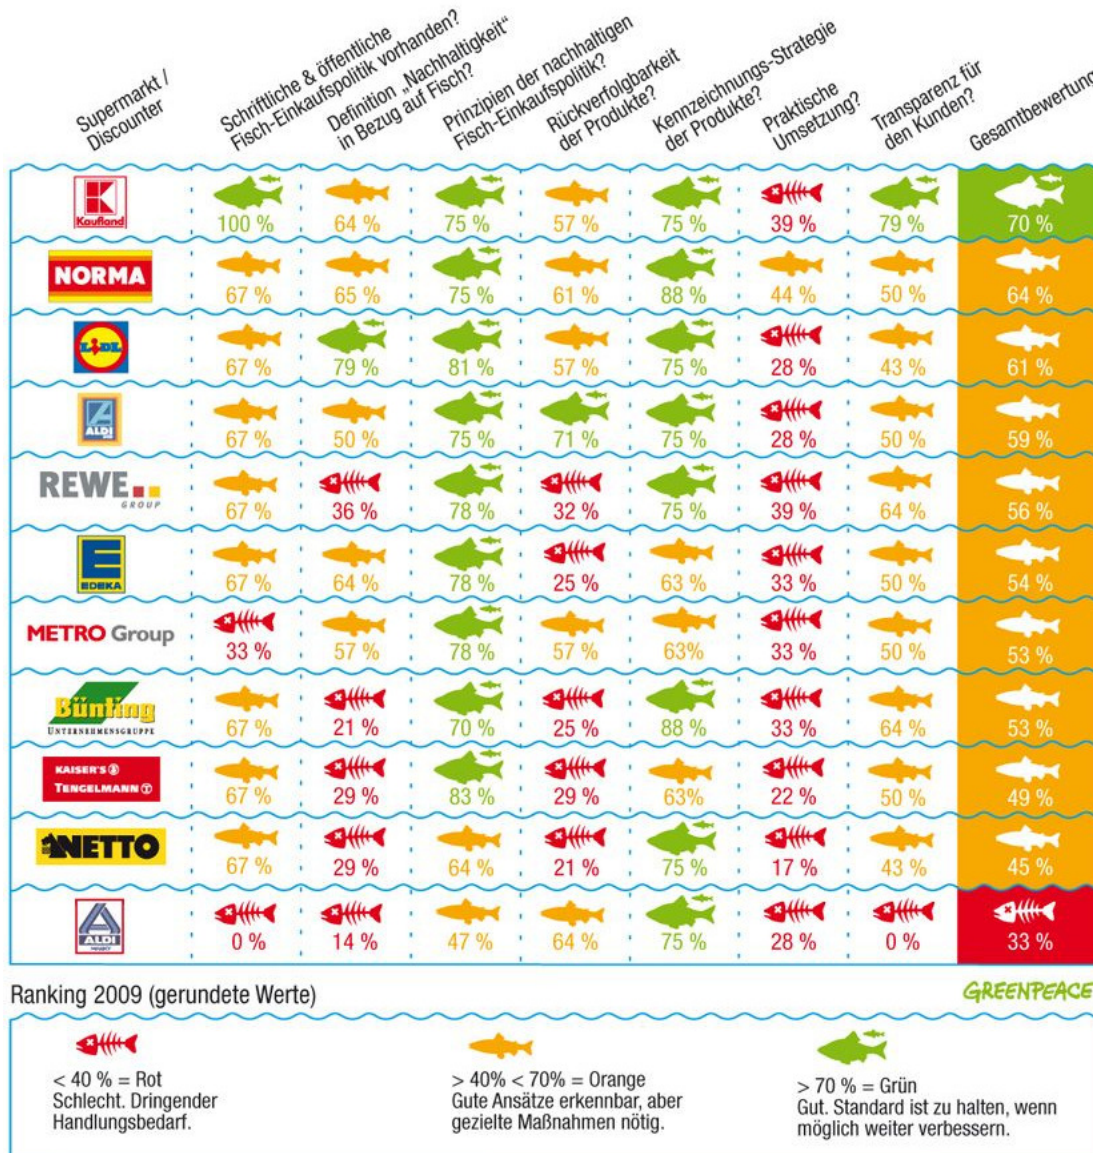 Supermarkt /
Discounter
Schriftliche & öffentliche
Fisch-Einkaufspolitik vorhanden?
Definition „Nachhaltigkeit“
in Bezug auf Fisch?
Prinzipien der nachhaltigen
Fisch-Einkaufspolitik?
Rückverfolgbarkeit
der Produkte?
Kennzeichnungs-Strategie
der Produkte?
Praktische
Umsetzung?
Transparenz für
den Kunden?
Gesamtbewertung
Kaufland
100 % 64 % 75 % 57 % 75 % 39 % 79 % 70 %
NORMA
67 % 65 % 75 % 61 % 88 % 44 % 50 % 64 %
LIDL
67 % 79 % 81 % 57 % 75 % 28 % 43 % 61 %
ALDI
67 % 50 % 75 % 71 % 75 % 28 % 50 % 59 %
REWE
GROUP
67 % 36 % 78 % 32 % 75 % 39 % 64 % 56 %
EDEKA
67 % 64 % 78 % 25 % 63 % 33 % 50 % 54 %
METRO Group
33 % 57 % 78 % 57 % 63% 33 % 50 % 53 %
Bünting
UNTERNEHMENSGRUPPE
67 % 21 % 70 % 25 % 88 % 33 % 64 % 53 %
KAISER'S
TENGELMANN
67 % 29 % 83 % 29 % 63% 22 % 50 % 49 %
NETTO
67 % 29 % 64 % 21 % 75 % 17 % 43 % 45 %
ALDI
0 % 14 % 47 % 64 % 75 % 28 % 0 % 33 %
Ranking 2009 (gerundete Werte)
GREENPEACE
< 40 % = Rot
Schlecht. Dringender
Handlungsbedarf.
> 40% < 70% = Orange
Gute Ansätze erkennbar, aber
gezielte Maßnahmen nötig.
> 70 % = Grün
Gut. Standard ist zu halten, wenn
möglich weiter verbessern.